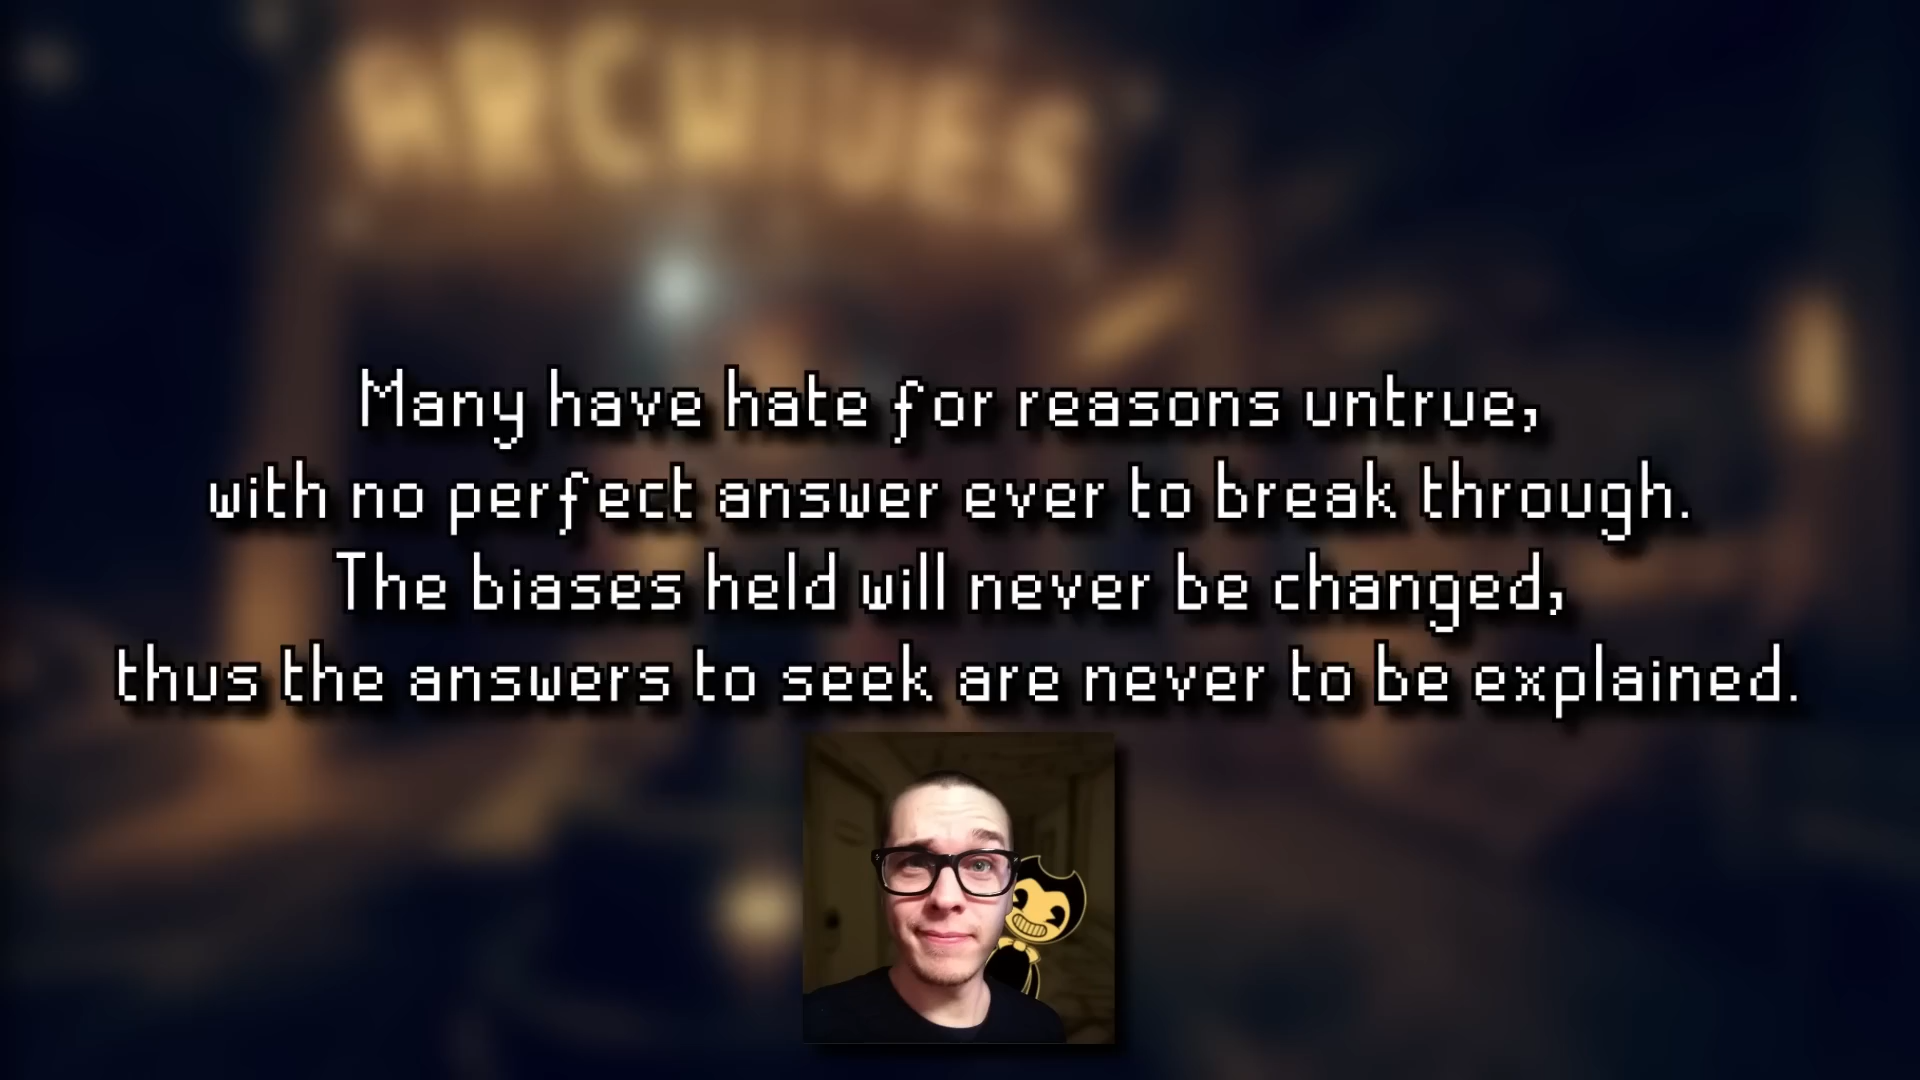 ARCHIVES
Many have hate for reasons untrue,
with no perfect answer ever to break through.
The biases held will never be changed,
thus the answers to seek are never to be explained.